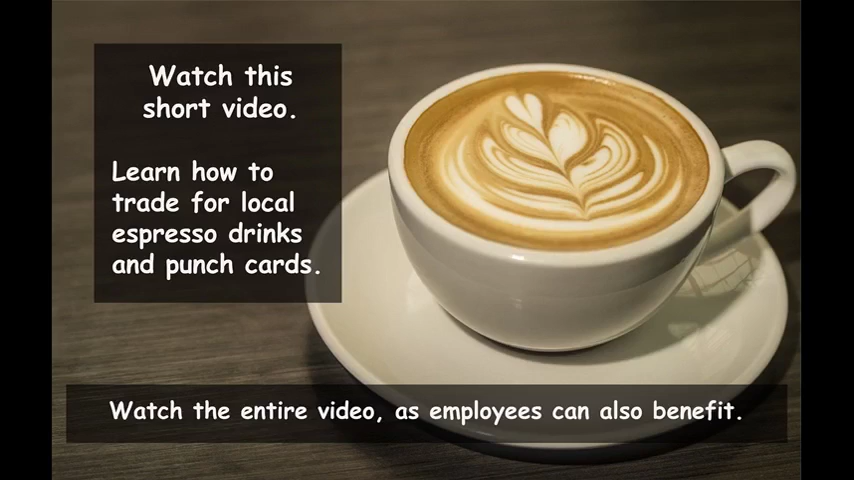 Watch this
short video.
Learn how to
trade for local
espresso drinks
and punch cards.
Watch the entire video, as employees can also benefit.